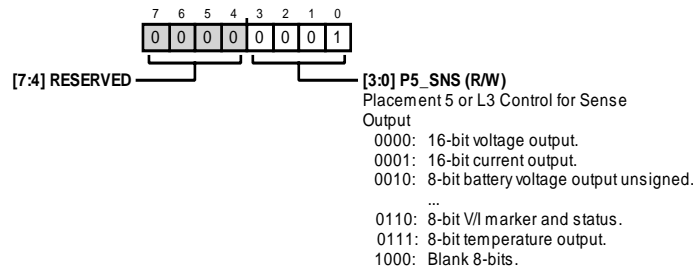 7 6 5 4 3 2 1 0
0 0 0 0 0 0 0 1
[7:4] RESERVED
[3:0] P5_SNS (R/W)
Placement 5 or L3 Control for Sense
Output
0000: 16-bit voltage output.
0001: 16-bit current output.
0010: 8-bit battery voltage output unsigned.
...
0110: 8-bit V/I marker and status.
0111: 8-bit temperature output.
1000: Blank 8-bits.